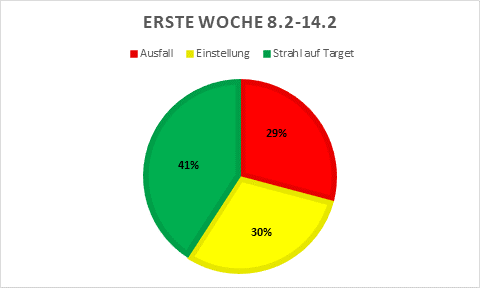 ERSTE WOCHE 8.2-14.2
Ausfall Einstellung Strahl auf Target
29%
41%
30%